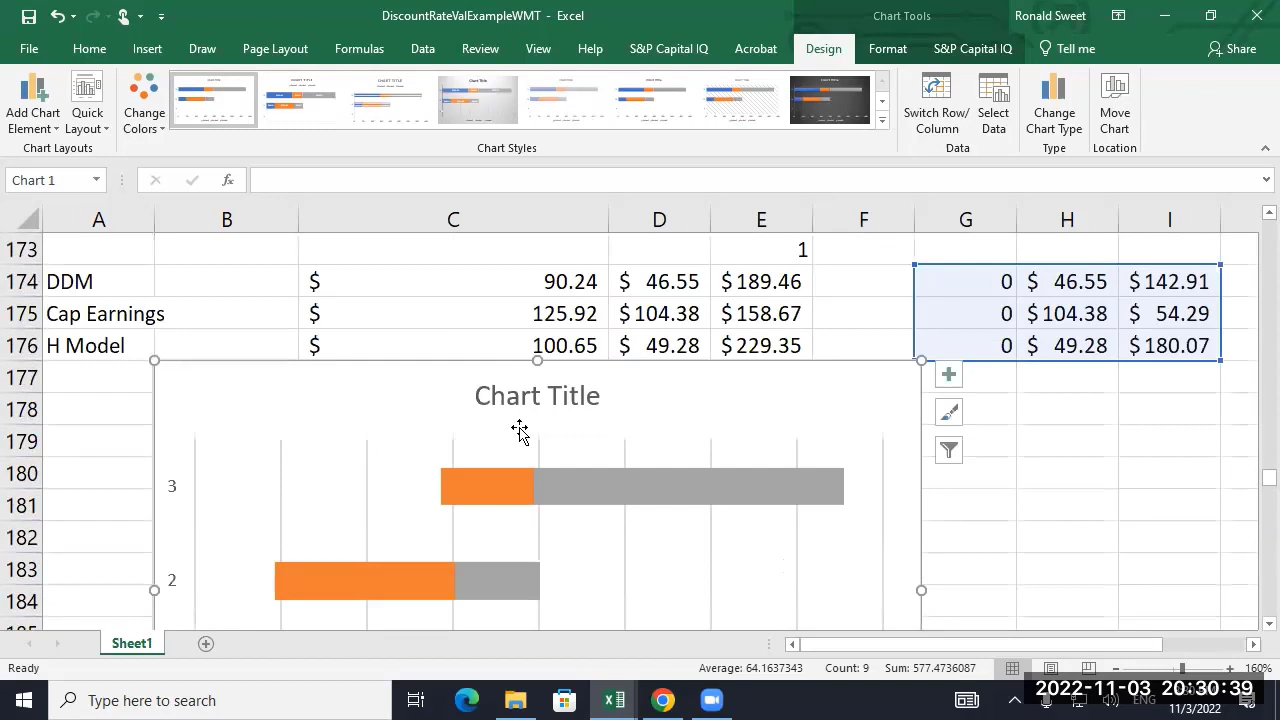 DiscountRateValExampleWMT - Excel
Chart Tools
Ronald Sweet
File Home Insert Draw Page Layout Formulas Data Review View Help S&P Capital IQ Acrobat Design Format S&P Capital IQ Tell me Share
Add Chart Element
Quick Layout
Change Colors
Switch Row/ Column
Select Data
Change Chart Type
Move Chart
Chart Layouts Chart Styles Data Type Location
Chart 1 fx
A B C D E F G H I
173 1
174 DDM $ 90.24 $ 46.55 $189.46 0 $ 46.55 $142.91
175 Cap Earnings $ 125.92 $104.38 $158.67 0 $104.38 $ 54.29
176 H Model $ 100.65 $ 49.28 $229.35 0 $ 49.28 $180.07
177
178 Chart Title
179
180
3
181
182
183
2
184
Sheet1
Ready Average: 64.1637343 Count: 9 Sum: 577.4736087 160%
Type here to search
2022-11-03 20:30:39
ENG
11/3/2022